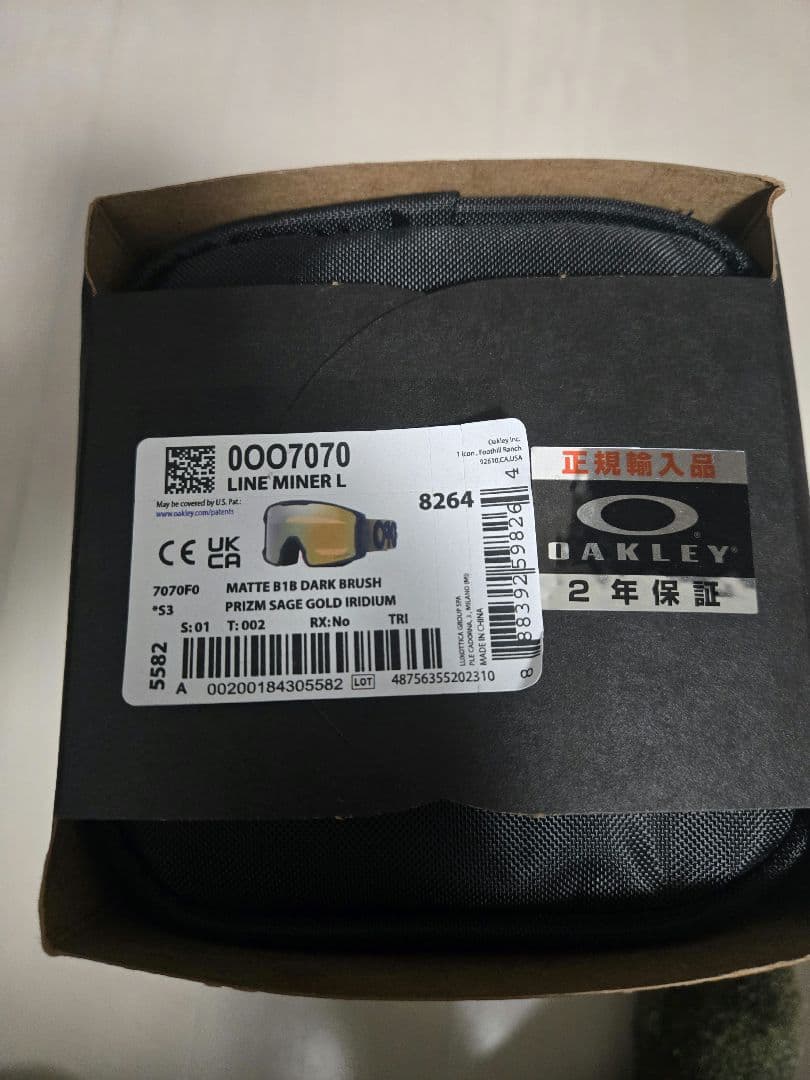 0OO7070
LINE MINER L
Oakley Inc.
1 Icon, Foothill Ranch
92610,CA,USA
May be covered by U.S. Pat.:
www.oakley.com/patents
8264
CE UK
CA
7070F0 MATTE B1B DARK BRUSH
*S3 PRIZM SAGE GOLD IRIDIUM
S: 01 T: 002 RX: No TRI
5582
A 00200184305582 LOT 48756355202310
LUXOTTICA GROUP SPA
PLE CADORNA, 3, MILANO (MI)
MADE IN CHINA
8 88392 59826 4
正規輸入品
OAKLEY®
2年保証